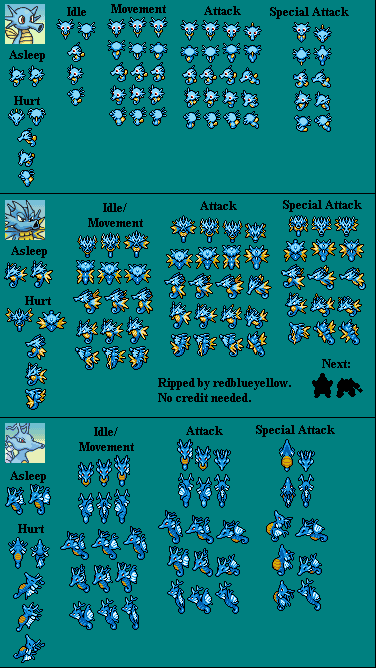 Idle
Movement
Attack
Special Attack
Asleep
Hurt
Idle/
Movement
Attack
Special Attack
Asleep
Hurt
Next:
Ripped by redblueyellow.
No credit needed.
Idle/
Movement
Attack
Special Attack
Asleep
Hurt